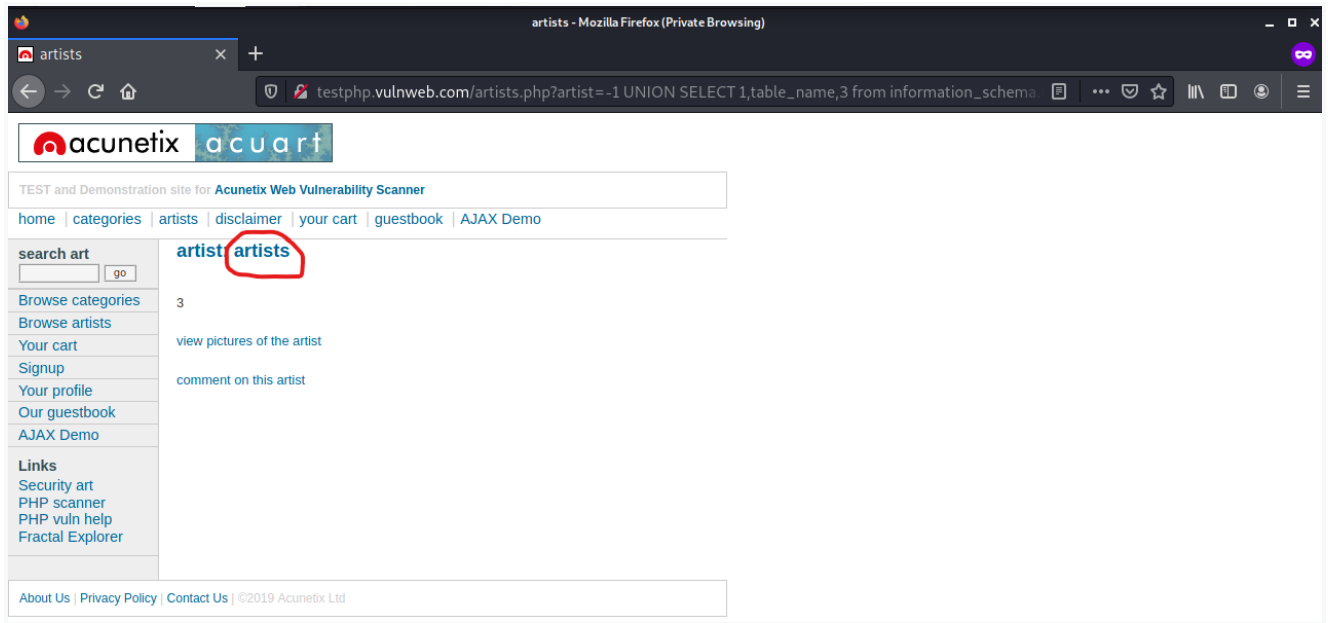 artists - Mozilla Firefox (Private Browsing)
artists
testphp.vulnweb.com/artists.php?artist=-1 UNION SELECT 1,table_name,3 from information_schema.
acunetix acuart
TEST and Demonstration site for Acunetix Web Vulnerability Scanner
home | categories | artists | disclaimer | your cart | guestbook | AJAX Demo
search art
go
Browse categories
Browse artists
Your cart
Signup
Your profile
Our guestbook
AJAX Demo
Links
Security art
PHP scanner
PHP vuln help
Fractal Explorer
artist: artists
3
view pictures of the artist
comment on this artist
About Us | Privacy Policy | Contact Us | ©2019 Acunetix Ltd